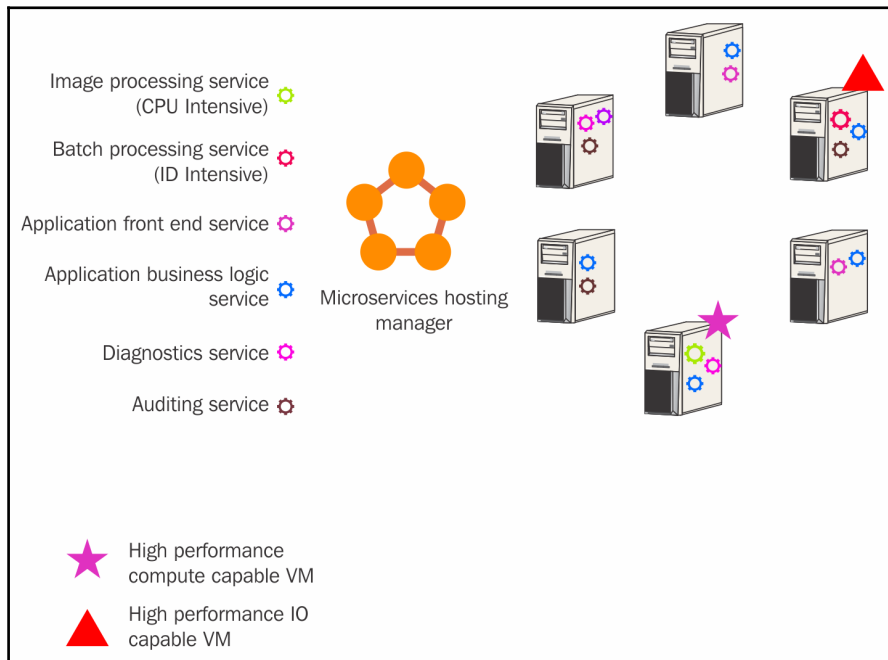 Image processing service
(CPU Intensive)
Batch processing service
(ID Intensive)
Application front end service
Application business logic
service
Diagnostics service
Auditing service
Microservices hosting
manager
High performance
compute capable VM
High performance IO
capable VM